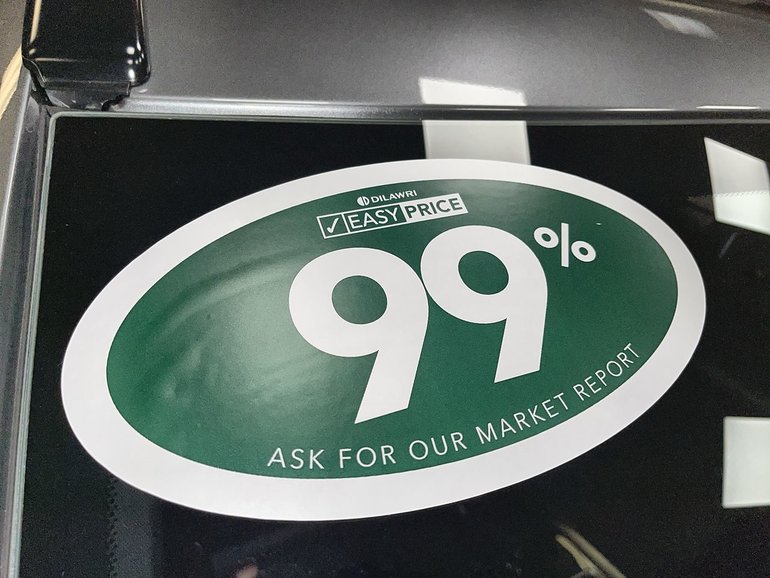 DILAWRI
EASY PRICE
99%
ASK FOR OUR MARKET REPORT